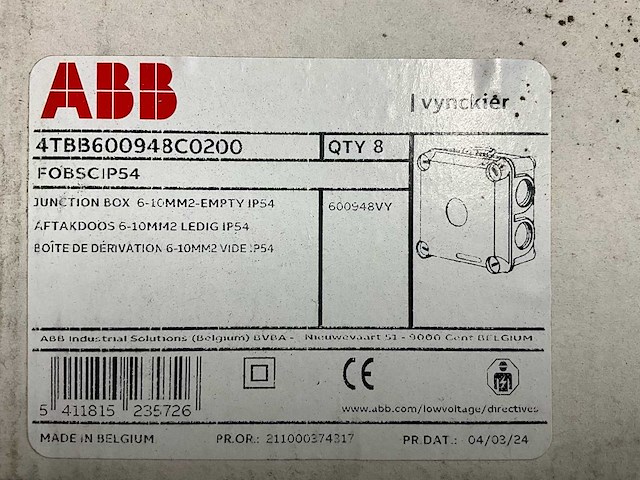 ABB
vynckier
4TBB600948C0200 QTY 8
FOBSCIP54
JUNCTION BOX 6-10MM2-EMPTY IP54 600948VY
AFTAKDOOS 6-10MM2 LEDIG IP54
BOÎTE DE DÉRIVATION 6-10MM2 VIDE IP54
ABB Industrial Solutions (Belgium) BVBA - Nieuwevaart 51 - 9000 Gent BELGIUM
CE
5 411815 235726
www.abb.com/lowvoltage/directives
MADE IN BELGIUM PR.OR.: 211000374317 PR.DAT.: 04/03/24